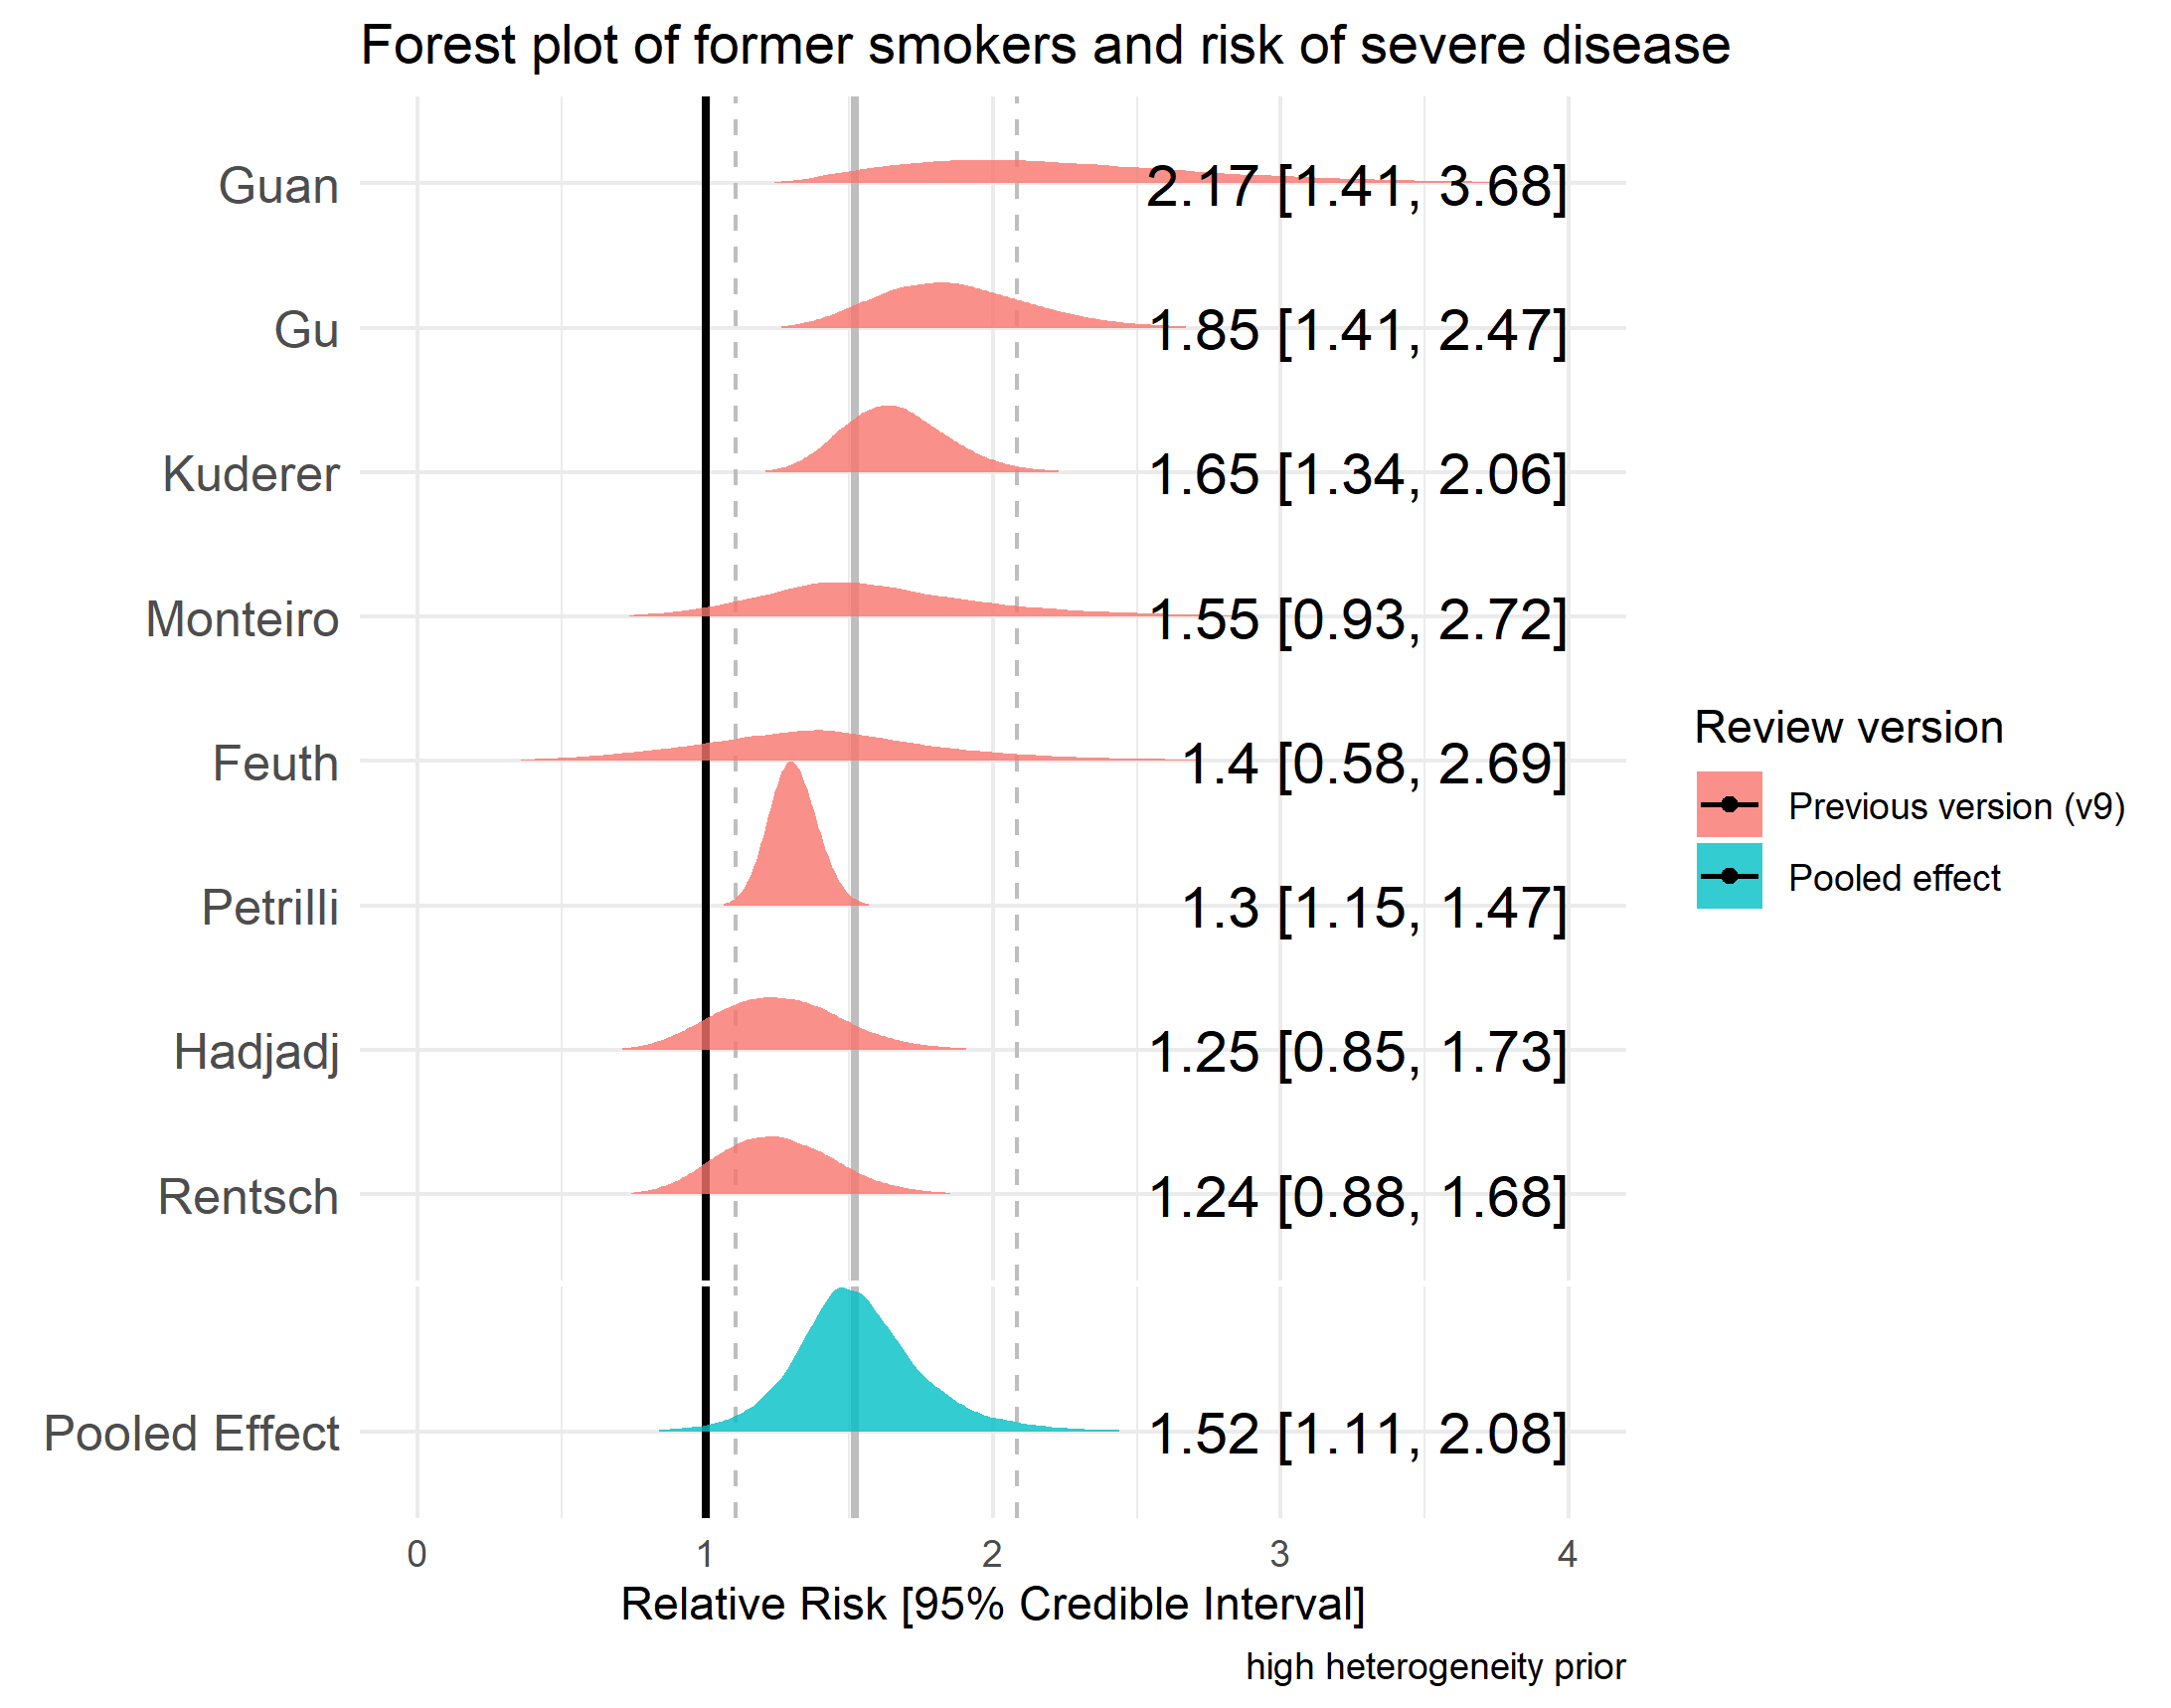 Forest plot of former smokers and risk of severe disease
Guan 2.17 [1.41, 3.68]
Gu 1.85 [1.41, 2.47]
Kuderer 1.65 [1.34, 2.06]
Monteiro 1.55 [0.93, 2.72]
Feuth 1.4 [0.58, 2.69]
Petrilli 1.3 [1.15, 1.47]
Hadjadj 1.25 [0.85, 1.73]
Rentsch 1.24 [0.88, 1.68]
Pooled Effect 1.52 [1.11, 2.08]
0 1 2 3 4
Relative Risk [95% Credible Interval]
high heterogeneity prior
Review version
Previous version (v9)
Pooled effect